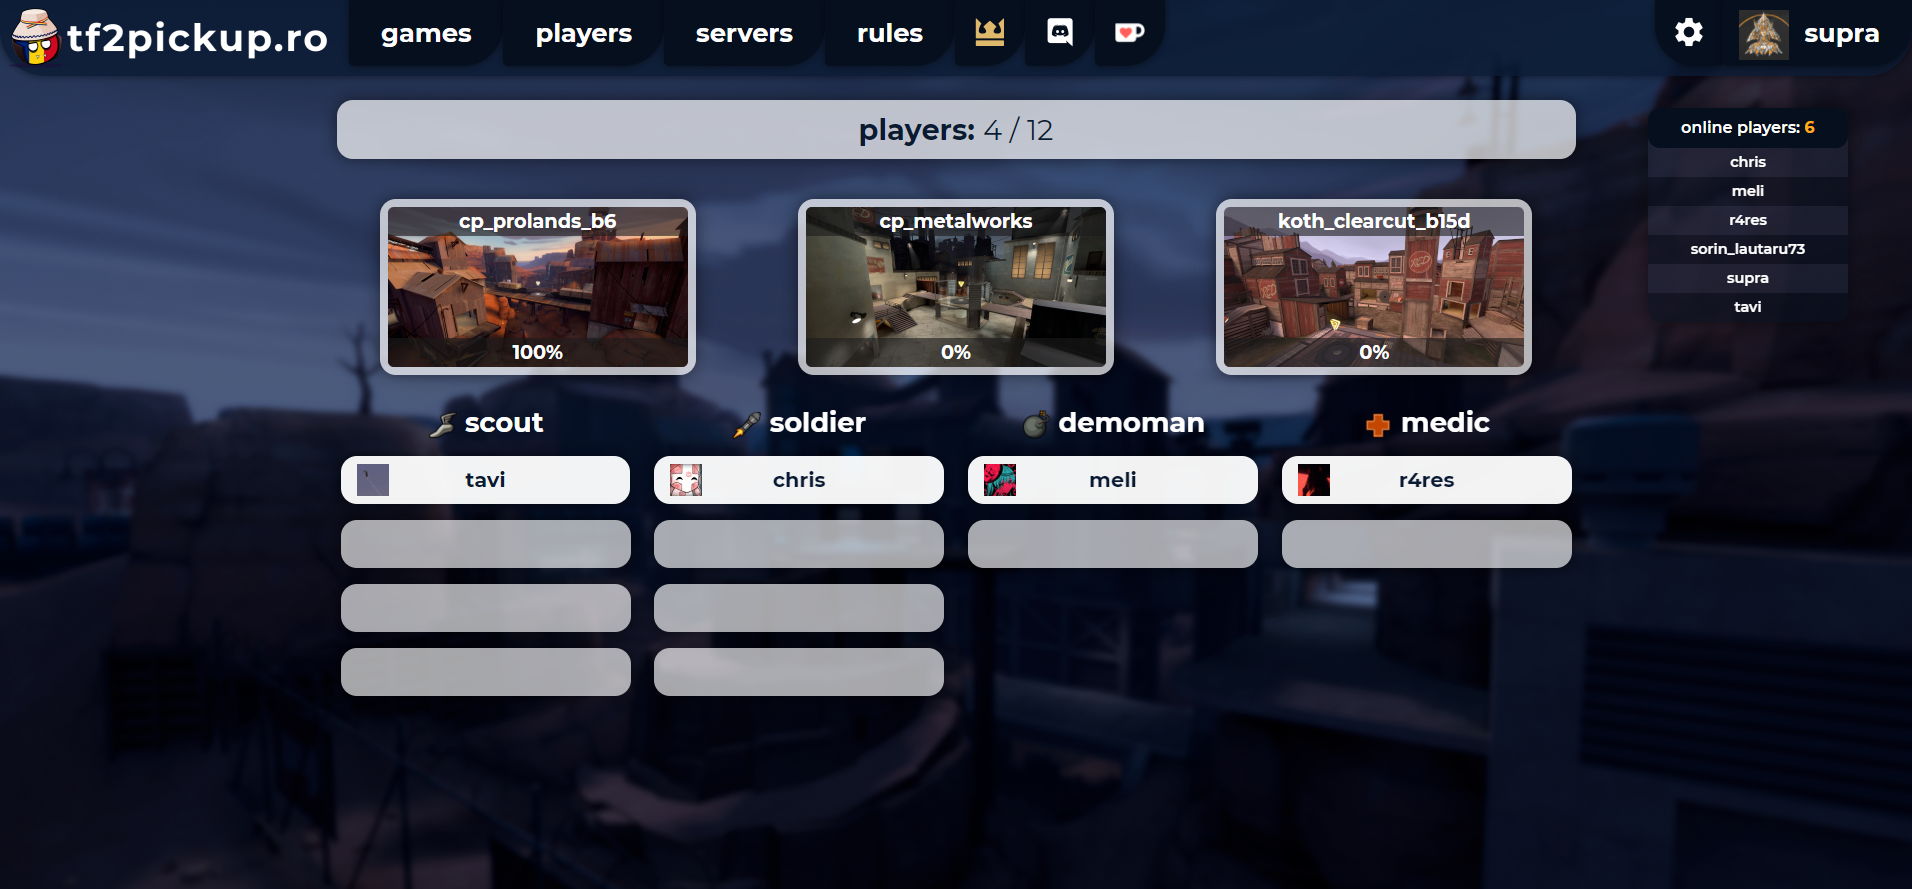 tf2pickup.ro
games
players
servers
rules
supra
players: 4 / 12
online players: 6
chris
meli
r4res
sorin_lautaru73
supra
tavi
cp_prolands_b6
100%
cp_metalworks
0%
koth_clearcut_b15d
0%
scout
soldier
demoman
medic
tavi
chris
meli
r4res